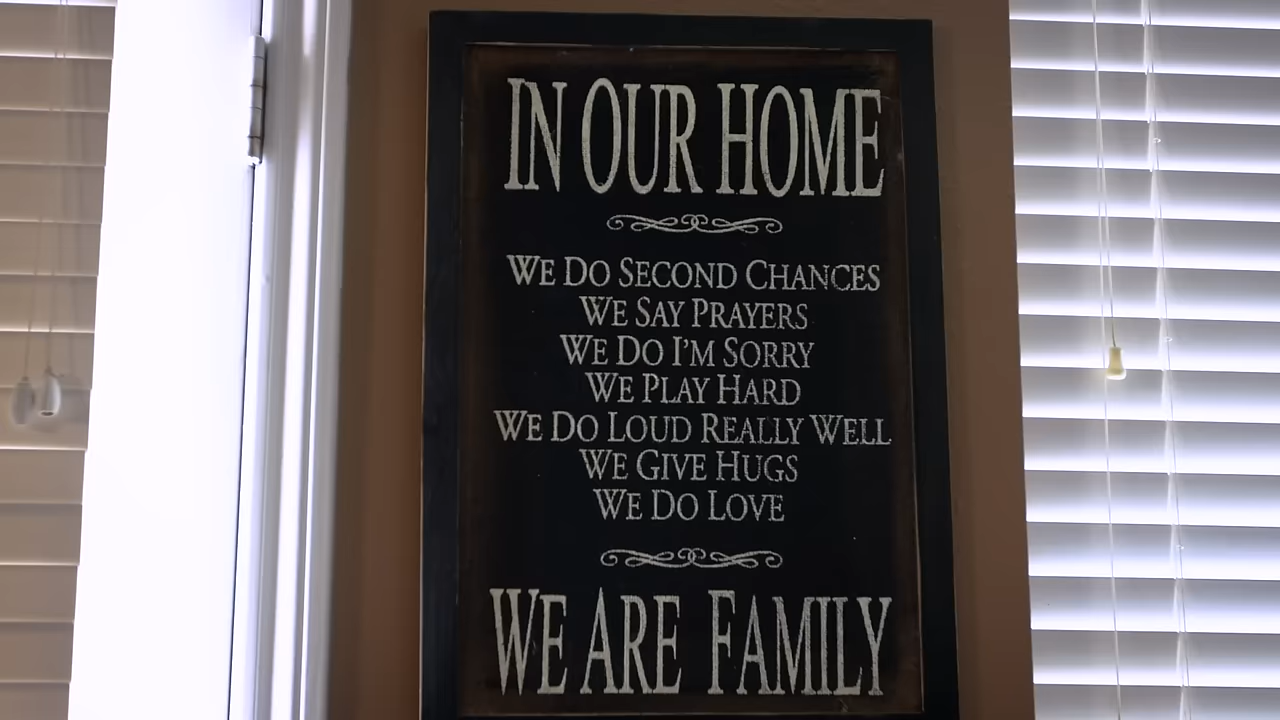 IN OUR HOME
WE DO SECOND CHANCES
WE SAY PRAYERS
WE DO I'M SORRY
WE PLAY HARD
WE DO LOUD REALLY WELL
WE GIVE HUGS
WE DO LOVE
WE ARE FAMILY